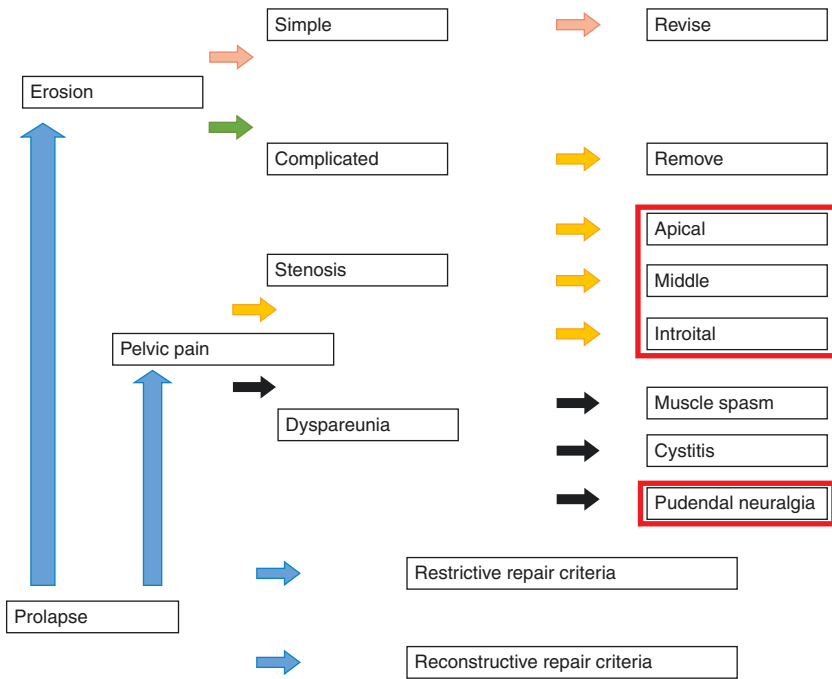 Simple
Revise
Erosion
Complicated
Remove
Apical
Stenosis
Middle
Introital
Pelvic pain
Muscle spasm
Dyspareunia
Cystitis
Pudendal neuralgia
Restrictive repair criteria
Prolapse
Reconstructive repair criteria